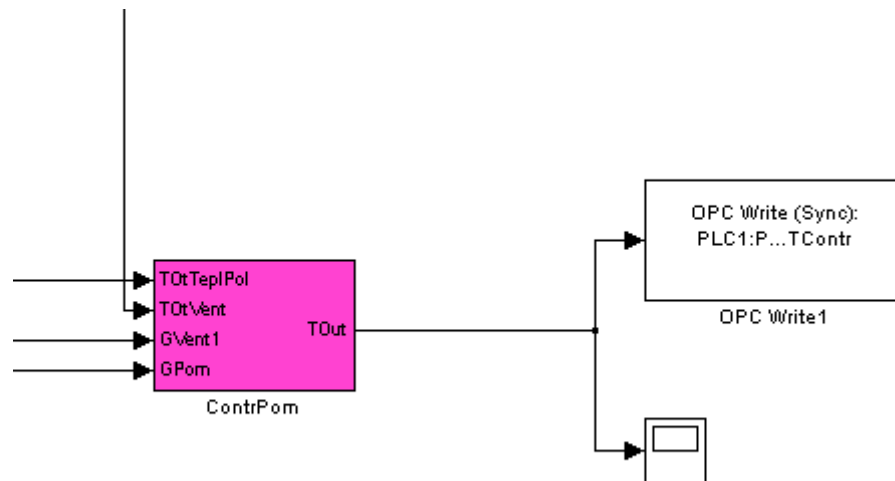 OPC Write (Sync):
PLC1:P...TContr
OPC Write1
TOtTeplPol
TOtVent
GVent1
GPom
TOut
ContrPom